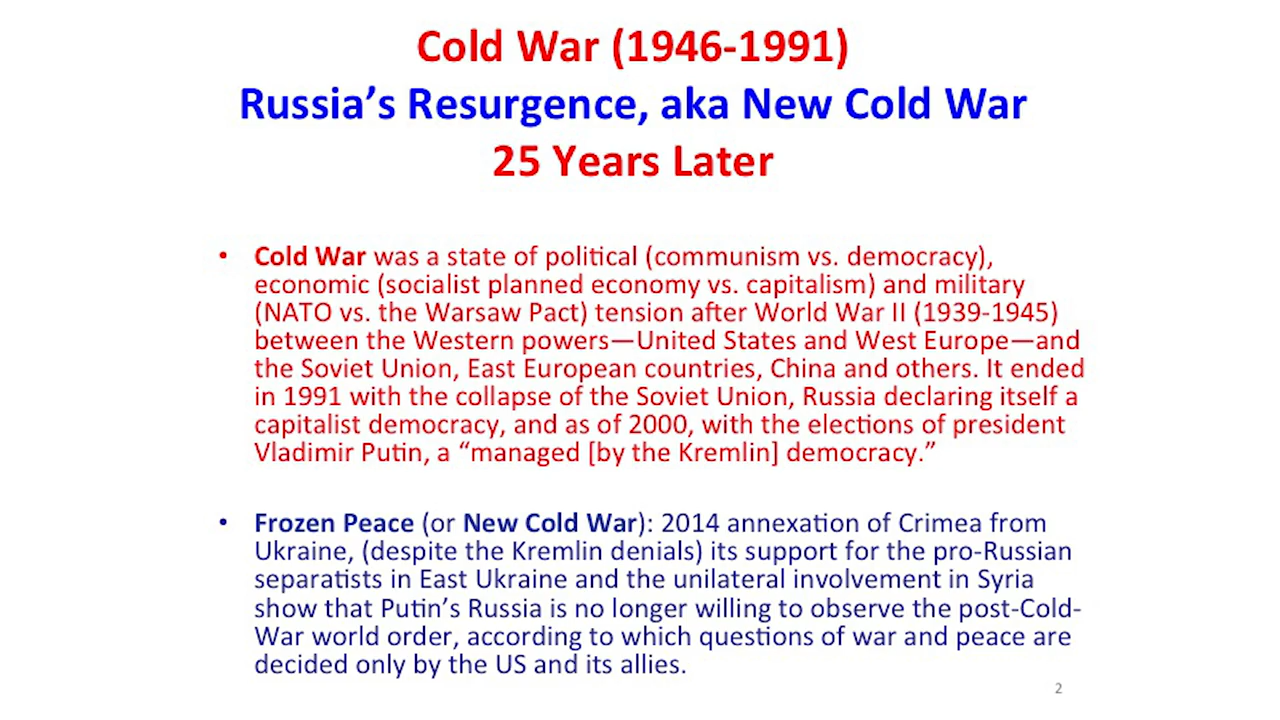 Cold War (1946-1991)
Russia’s Resurgence, aka New Cold War
25 Years Later
• Cold War was a state of political (communism vs. democracy),
economic (socialist planned economy vs. capitalism) and military
(NATO vs. the Warsaw Pact) tension after World War II (1939-1945)
between the Western powers—United States and West Europe—and
the Soviet Union, East European countries, China and others. It ended
in 1991 with the collapse of the Soviet Union, Russia declaring itself a
capitalist democracy, and as of 2000, with the elections of president
Vladimir Putin, a “managed [by the Kremlin] democracy.”
• Frozen Peace (or New Cold War): 2014 annexation of Crimea from
Ukraine, (despite the Kremlin denials) its support for the pro-Russian
separatists in East Ukraine and the unilateral involvement in Syria
show that Putin’s Russia is no longer willing to observe the post-Cold-
War world order, according to which questions of war and peace are
decided only by the US and its allies.
2